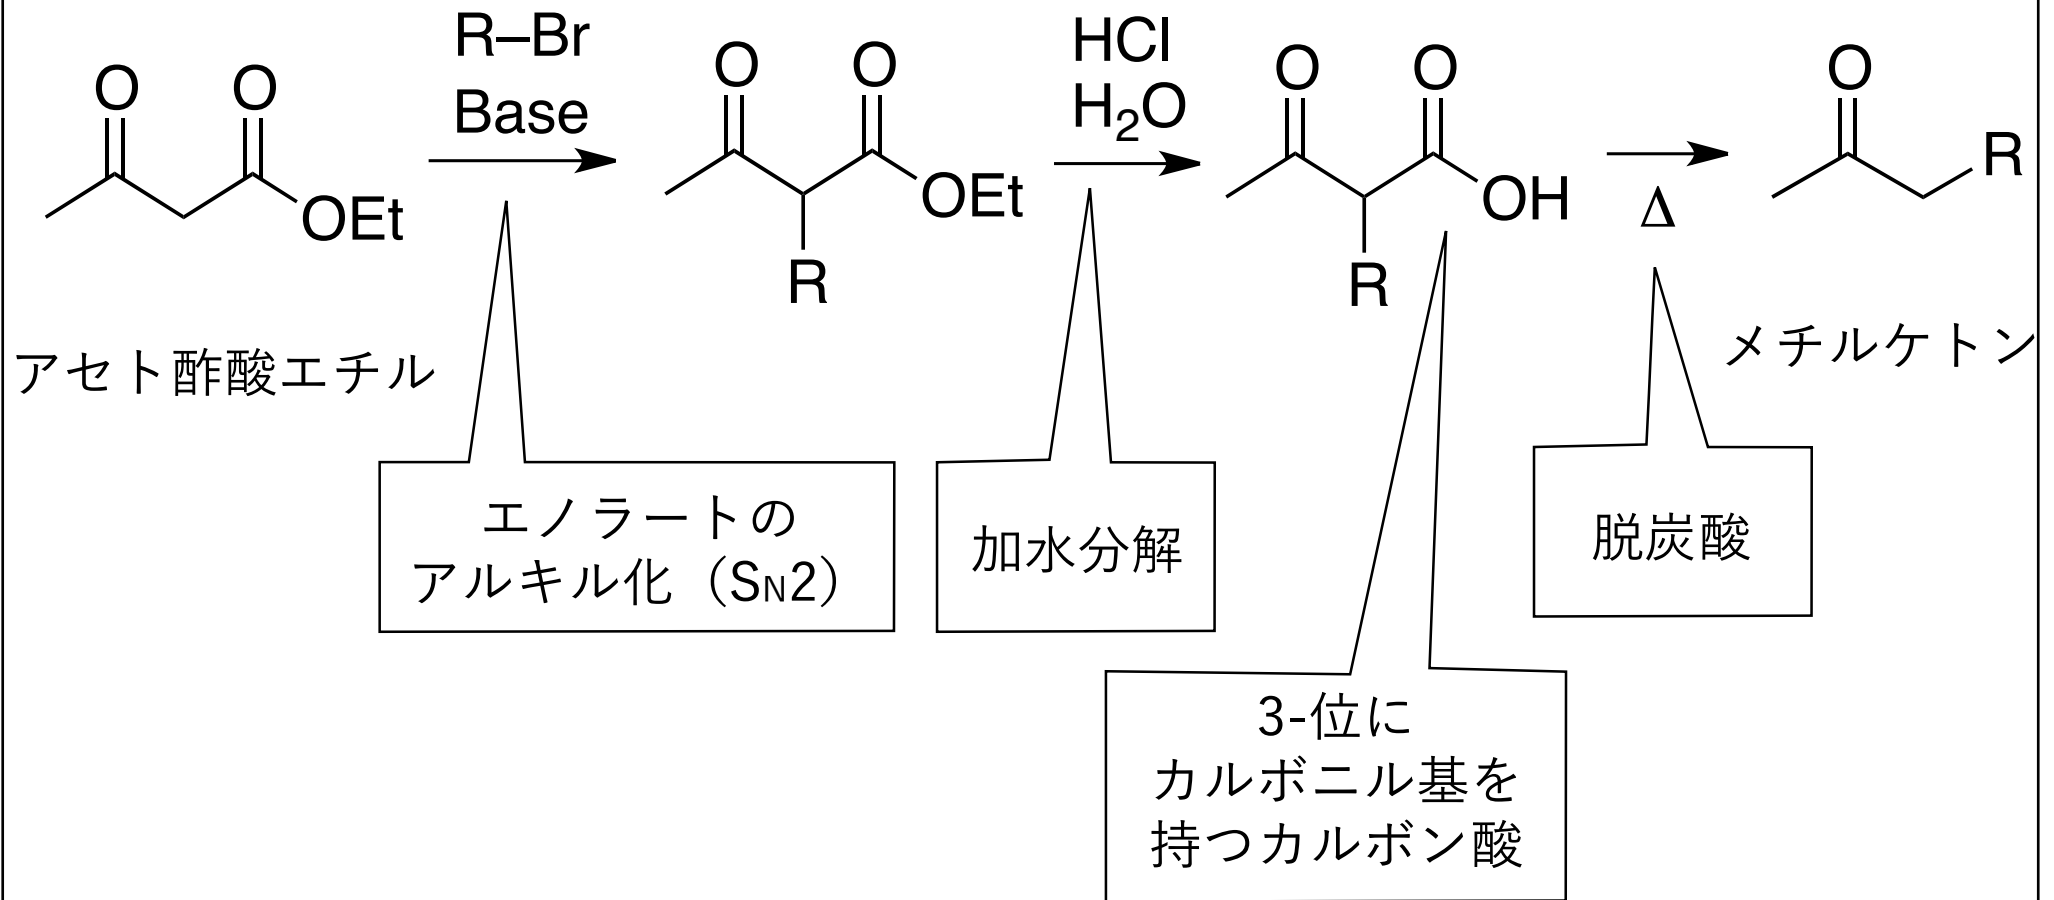 R–Br
Base
HCl
H₂O
O O
OEt
O O
OEt
R
O O
OH
R
Δ
O
R
アセト酢酸エチル
メチルケトン
エノラートの
アルキル化（SN2）
加水分解
脱炭酸
3-位に
カルボニル基を
持つカルボン酸